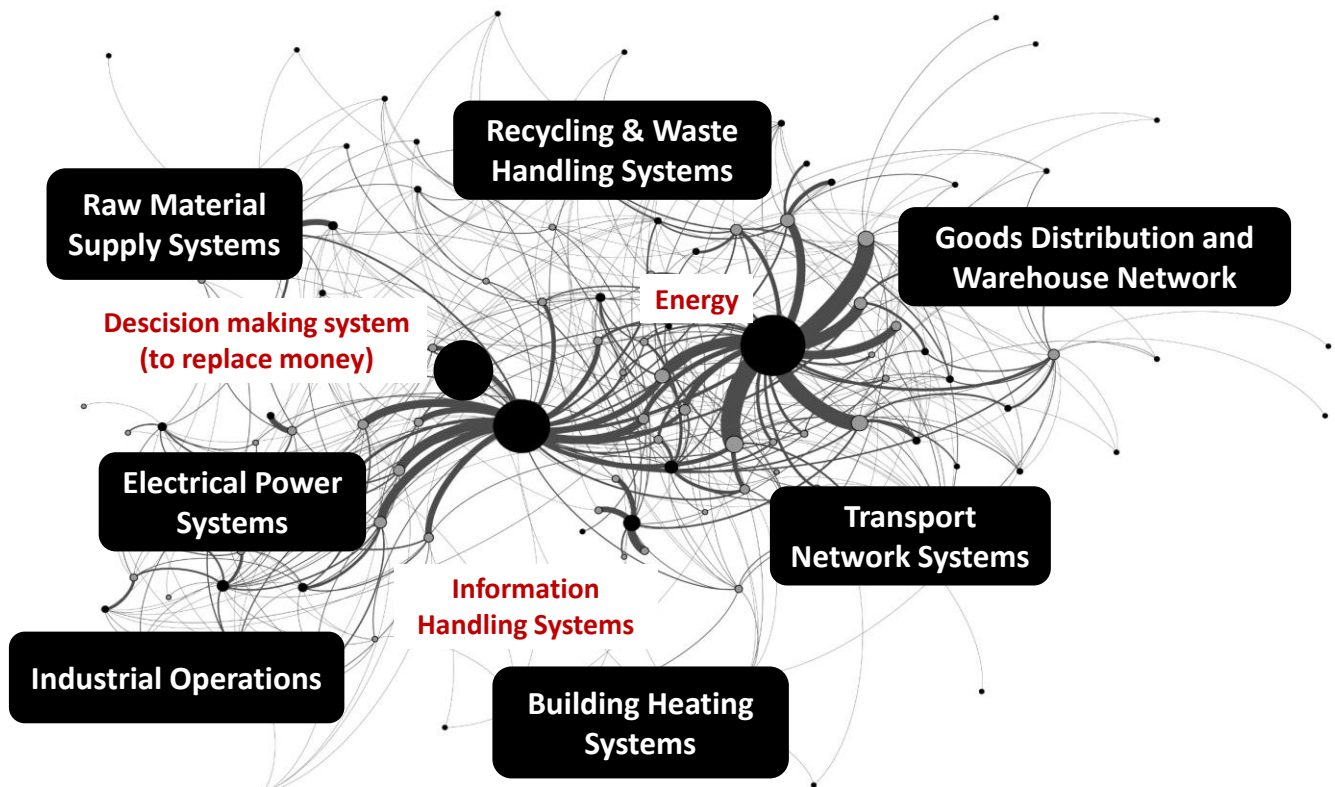 Recycling & Waste
Handling Systems
Raw Material
Supply Systems
Goods Distribution and
Warehouse Network
Energy
Descision making system
(to replace money)
Electrical Power
Systems
Transport
Network Systems
Information
Handling Systems
Industrial Operations
Building Heating
Systems